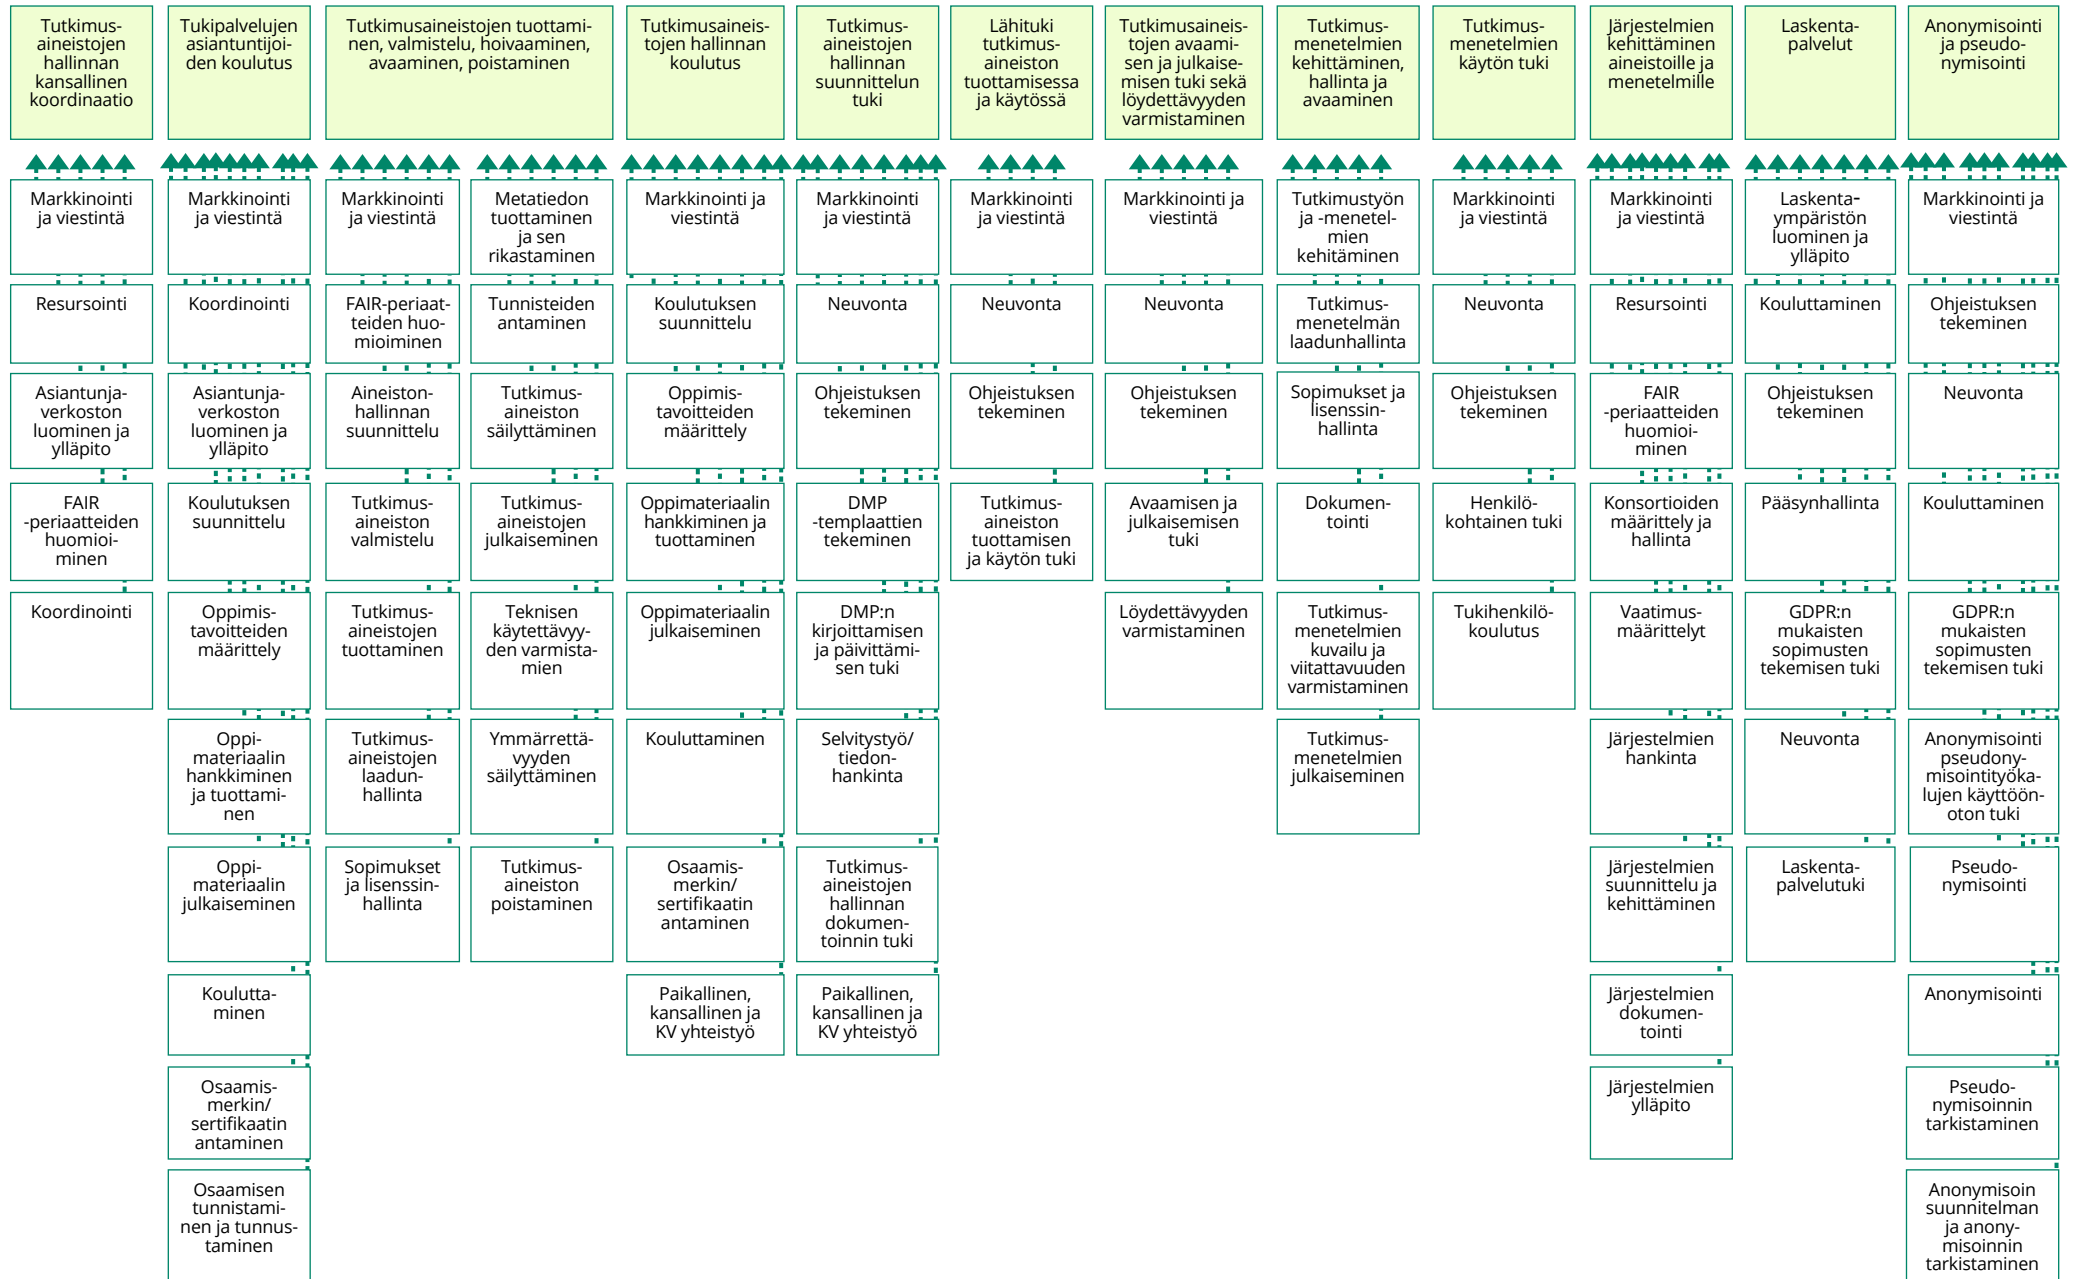 Tutkimus-
aineistojen
hallinnan
kansallinen
koordinaatio
Tukipalvelujen
asiantuntijoi-
den koulutus
Tutkimusaineistojen tuottami-
nen, valmistelu, hoivaaminen,
avaaminen, poistaminen
Tutkimusaineis-
tojen hallinnan
koulutus
Tutkimus-
aineistojen
hallinnan
suunnittelun
tuki
Lähituki
tutkimus-
aineiston
tuottamisessa
ja käytössä
Tutkimusaineis-
tojen avaami-
sen ja julkaise-
misen tuki sekä
löydettävyyden
varmistaminen
Tutkimus-
menetelmien
kehittäminen,
hallinta ja
avaaminen
Tutkimus-
menetelmien
käytön tuki
Järjestelmien
kehittäminen
aineistoille ja
menetelmille
Laskenta-
palvelut
Anonymisointi
ja pseudo-
nymisointi
Markkinointi
ja viestintä
Resursointi
Asiantunja-
verkoston
luominen ja
ylläpito
FAIR
-periaatteiden
huomioi-
minen
Koordinointi
Markkinointi
ja viestintä
Koordinointi
Asiantunja-
verkoston
luominen ja
ylläpito
Koulutuksen
suunnittelu
Oppimis-
tavoitteiden
määrittely
Oppi-
materiaalin
hankkiminen
ja tuottami-
nen
Oppi-
materiaalin
julkaiseminen
Koulutta-
minen
Osaamis-
merkin/
sertifikaatin
antaminen
Osaamisen
tunnistami-
nen ja tunnus-
taminen
Markkinointi
ja viestintä
FAIR-periaat-
teiden huo-
mioiminen
Aineiston-
hallinnan
suunnittelu
Tutkimus-
aineiston
valmistelu
Tutkimus-
aineistojen
tuottaminen
Tutkimus-
aineistojen
laadun-
hallinta
Sopimukset
ja lisenssin-
hallinta
Metatiedon
tuottaminen
ja sen
rikastaminen
Tunnisteiden
antaminen
Tutkimus-
aineiston
säilyttäminen
Tutkimus-
aineistojen
julkaiseminen
Teknisen
käytettävyy-
den varmista-
mien
Ymmärrettä-
vyyden
säilyttäminen
Tutkimus-
aineiston
poistaminen
Markkinointi ja
viestintä
Koulutuksen
suunnittelu
Oppimis-
tavoitteiden
määrittely
Oppimateriaalin
hankkiminen ja
tuottaminen
Oppimateriaalin
julkaiseminen
Kouluttaminen
Osaamis-
merkin/
sertifikaatin
antaminen
Paikallinen,
kansallinen ja
KV yhteistyö
Markkinointi
ja viestintä
Neuvonta
Ohjeistuksen
tekeminen
DMP
-templaattien
tekeminen
DMP:n
kirjoittamisen
ja päivittämi-
sen tuki
Selvitystyö/
tiedon-
hankinta
Tutkimus-
aineistojen
hallinnan
dokumen-
toinnin tuki
Paikallinen,
kansallinen ja
KV yhteistyö
Markkinointi
ja viestintä
Neuvonta
Ohjeistuksen
tekeminen
Tutkimus-
aineiston
tuottamisen
ja käytön tuki
Markkinointi ja
viestintä
Neuvonta
Ohjeistuksen
tekeminen
Avaamisen ja
julkaisemisen
tuki
Löydettävyyden
varmistaminen
Tutkimustyön
ja -menetel-
mien
kehitäminen
Tutkimus-
menetelmän
laadunhallinta
Sopimukset ja
lisenssin-
hallinta
Dokumen-
tointi
Tutkimus-
menetelmien
kuvailu ja
viitattavuuden
varmistaminen
Tutkimus-
menetelmien
julkaiseminen
Markkinointi
ja viestintä
Neuvonta
Ohjeistuksen
tekeminen
Henkilö-
kohtainen tuki
Tukihenkilö-
koulutus
Markkinointi
ja viestintä
Resursointi
FAIR
-periaatteiden
huomioi-
minen
Konsortioiden
määrittely ja
hallinta
Vaatimus-
määrittelyt
Järjestelmien
hankinta
Järjestelmien
suunnittelu ja
kehittäminen
Järjestelmien
dokumen-
tointi
Järjestelmien
ylläpito
Laskenta-
ympäristön
luominen ja
ylläpito
Kouluttaminen
Ohjeistuksen
tekeminen
Pääsynhallinta
GDPR:n
mukaisten
sopimusten
tekemisen tuki
Neuvonta
Laskenta-
palvelutuki
Markkinointi ja
viestintä
Ohjeistuksen
tekeminen
Neuvonta
Kouluttaminen
GDPR:n
mukaisten
sopimusten
tekemisen tuki
Anonymisointi
pseudony-
misointityöka-
lujen käyttöön-
oton tuki
Pseudo-
nymisointi
Anonymisointi
Pseudo-
nymisoinnin
tarkistaminen
Anonymisoin
suunnitelman
ja anony-
misoinnin
tarkistaminen